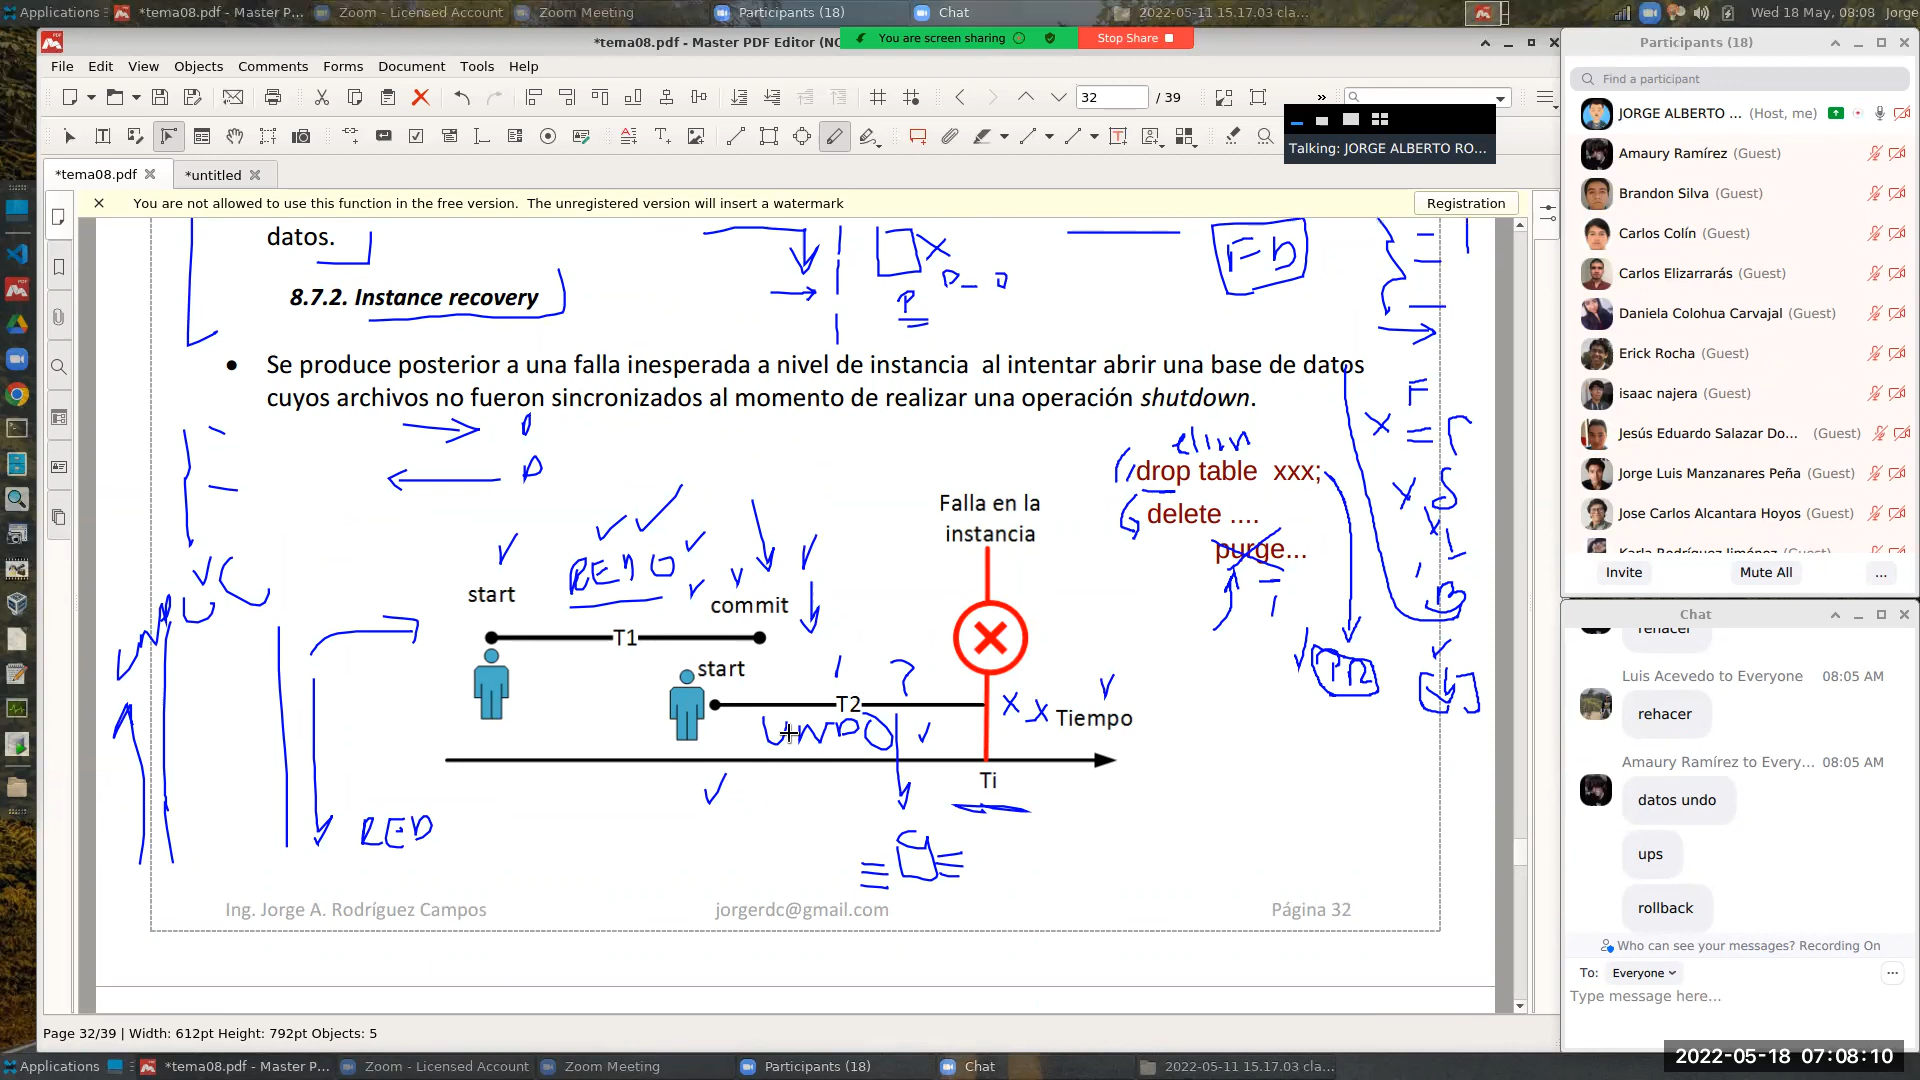 Applications
*tema08.pdf - Master P...
Zoom - Licensed Account
Zoom Meeting
Participants (18)
Chat
2022-05-11 15.17.03 cla...
Wed 18 May, 08:08
Jorge
*tema08.pdf - Master PDF Editor (NO
You are screen sharing
Stop Share
File Edit View Objects Comments Forms Document Tools Help
32 / 39
Talking: JORGE ALBERTO RO...
*tema08.pdf
*untitled
You are not allowed to use this function in the free version. The unregistered version will insert a watermark
Registration
datos.
8.7.2. Instance recovery
Se produce posterior a una falla inesperada a nivel de instancia al intentar abrir una base de datos
cuyos archivos no fueron sincronizados al momento de realizar una operación shutdown.
drop table xxx;
delete ....
purge...
Falla en la
instancia
REDO
start
commit
T1
start
T2
UNDO
Tiempo
Ti
RED
Ing. Jorge A. Rodríguez Campos
jorgerdc@gmail.com
Página 32
Page 32/39 | Width: 612pt Height: 792pt Objects: 5
Participants (18)
Find a participant
JORGE ALBERTO ... (Host, me)
Amaury Ramírez (Guest)
Brandon Silva (Guest)
Carlos Colín (Guest)
Carlos Elizarrarás (Guest)
Daniela Colohua Carvajal (Guest)
Erick Rocha (Guest)
isaac najera (Guest)
Jesús Eduardo Salazar Do... (Guest)
Jorge Luis Manzanares Peña (Guest)
Jose Carlos Alcantara Hoyos (Guest)
Karla Rodríguez Jiménez (Guest)
Invite
Mute All
...
Chat
rehacer
Luis Acevedo to Everyone 08:05 AM
rehacer
Amaury Ramírez to Every... 08:05 AM
datos undo
ups
rollback
Who can see your messages? Recording On
To: Everyone
Type message here...
Applications
*tema08.pdf - Master P...
Zoom - Licensed Account
Zoom Meeting
Participants (18)
Chat
2022-05-11 15.17.03 cla...
2022-05-18 07:08:10